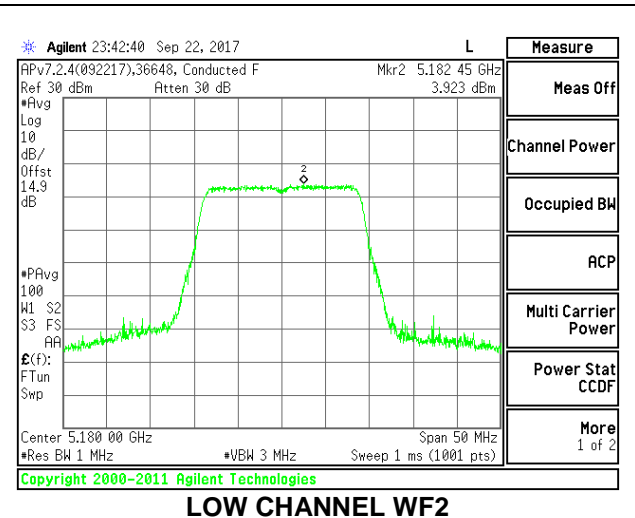 Agilent 23:42:40 Sep 22, 2017 L
APv7.2.4(092217),36648, Conducted F Mkr2 5.182 45 GHz
Ref 30 dBm Atten 30 dB 3.923 dBm
#Avg
Log
10
dB/
Offst
14.9
dB
2
#PAvg
100
W1 S2
S3 FS
AA
£(f):
FTun
Swp
Center 5.180 00 GHz Span 50 MHz
#Res BW 1 MHz #VBW 3 MHz Sweep 1 ms (1001 pts)
Copyright 2000-2011 Agilent Technologies
Measure
Meas Off
Channel Power
Occupied BW
ACP
Multi Carrier
Power
Power Stat
CCDF
More
1 of 2
LOW CHANNEL WF2